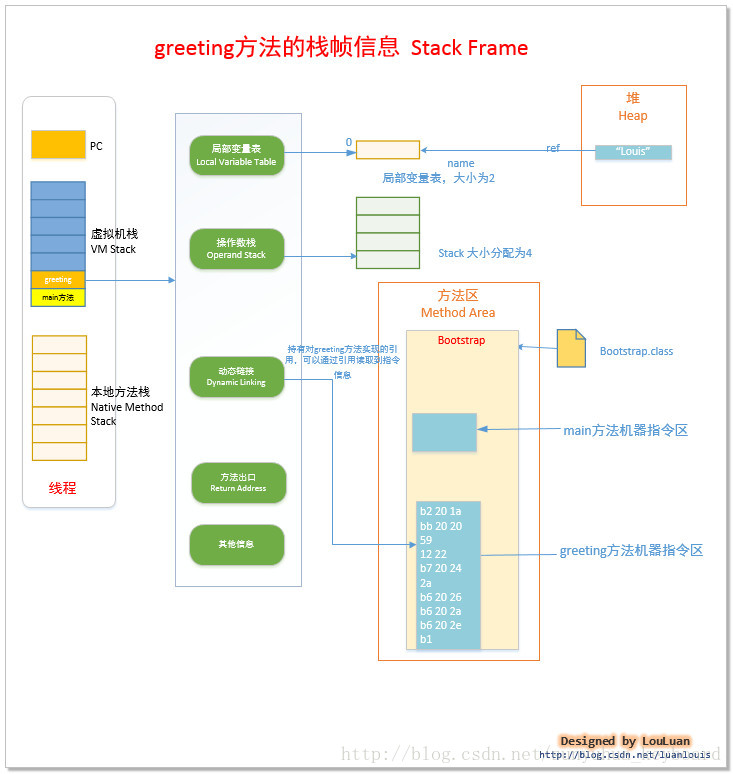 greeting方法的栈帧信息 Stack Frame
PC
虚拟机栈
VM Stack
greeting
main方法
本地方法栈
Native Method
Stack
线程
局部变量表
Local Variable Table
操作数栈
Operand Stack
动态链接
Dynamic Linking
方法出口
Return Address
其他信息
0
name
局部变量表，大小为2
ref
堆
Heap
“Louis”
Stack 大小分配为4
持有对greeting方法实现的引
用，可以通过引用读取到指令
信息
方法区
Method Area
Bootstrap
Bootstrap.class
main方法机器指令区
b2 20 1a
bb 20 20
59
12 22
b7 20 24
2a
b6 20 26
b6 20 2a
b6 20 2e
b1
greeting方法机器指令区
Designed by LouLuan
http://blog.csdn.net/luanlouis
http://blog.csdn.net/